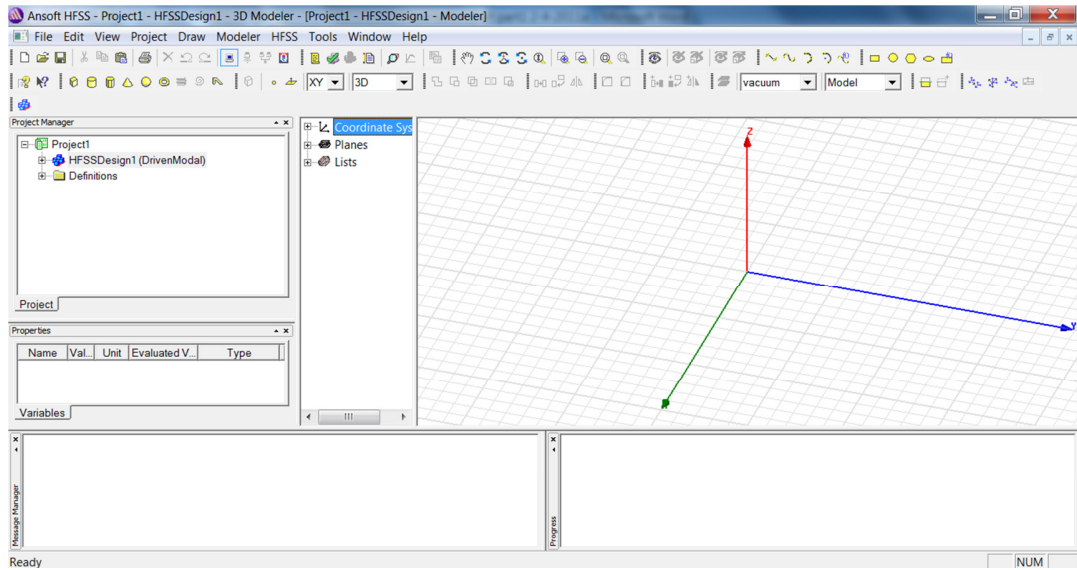 Ansoft HFSS - Project1 - HFSSDesign1 - 3D Modeler - [Project1 - HFSSDesign1 - Modeler]
File Edit View Project Draw Modeler HFSS Tools Window Help
XY 3D vacuum Model
Project Manager
Project1
HFSSDesign1 (DrivenModal)
Definitions
Project
Coordinate Sys
Planes
Lists
Z
Y
Properties
Name Val... Unit Evaluated V... Type
Variables
Message Manager
Progress
Ready NUM